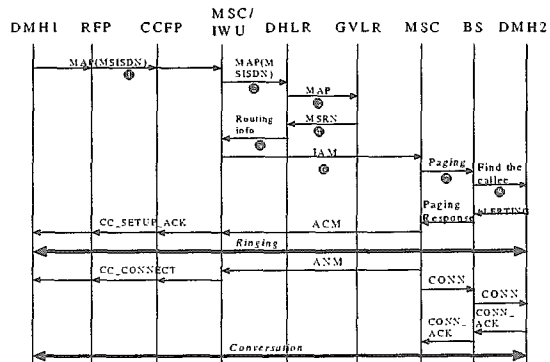 MSC/
DMH1 RFP CCFP IWU DHLR GVLR MSC BS DMH2
MAP(MSISDN)
MAP(M
SISDN)
MAP
MSRN
Routing
info
IAM
Paging
Find the
callee
Paging
Response
ALERTING
CC_SETUP_ACK
ACM
Ringing
ANM
CC_CONNECT
CONN
CONN
CONN_
ACK
CONN_
ACK
Conversation